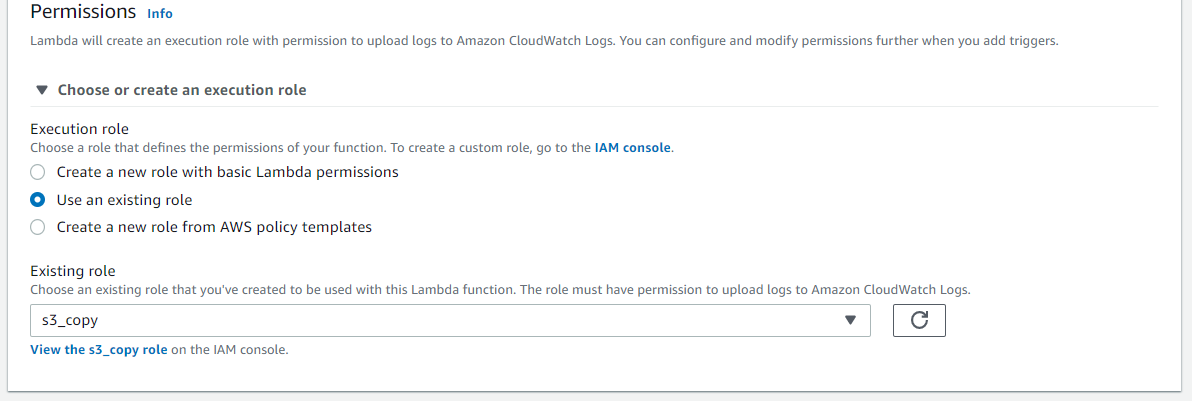 Permissions Info
Lambda will create an execution role with permission to upload logs to Amazon CloudWatch Logs. You can configure and modify permissions further when you add triggers.
Choose or create an execution role
Execution role
Choose a role that defines the permissions of your function. To create a custom role, go to the IAM console.
Create a new role with basic Lambda permissions
Use an existing role
Create a new role from AWS policy templates
Existing role
Choose an existing role that you've created to be used with this Lambda function. The role must have permission to upload logs to Amazon CloudWatch Logs.
s3_copy
View the s3_copy role on the IAM console.